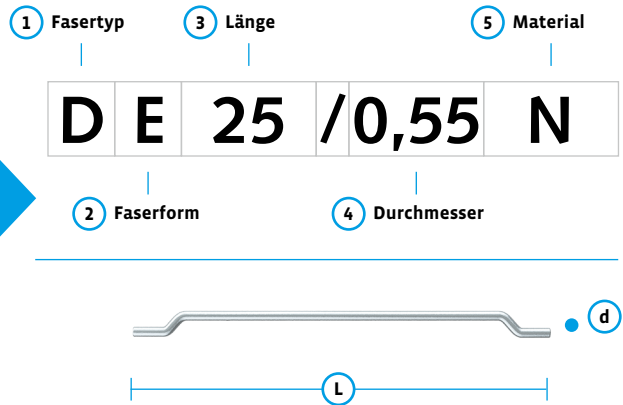 1 Fasertyp 3 Länge 5 Material
D E 25 /0,55 N
2 Faserform 4 Durchmesser
d
L